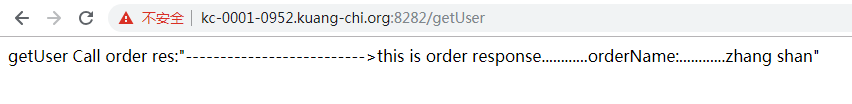 不安全 | kc-0001-0952.kuang-chi.org:8282/getUser
getUser Call order res:"-------------------------->this is order response............orderName:............zhang shan"